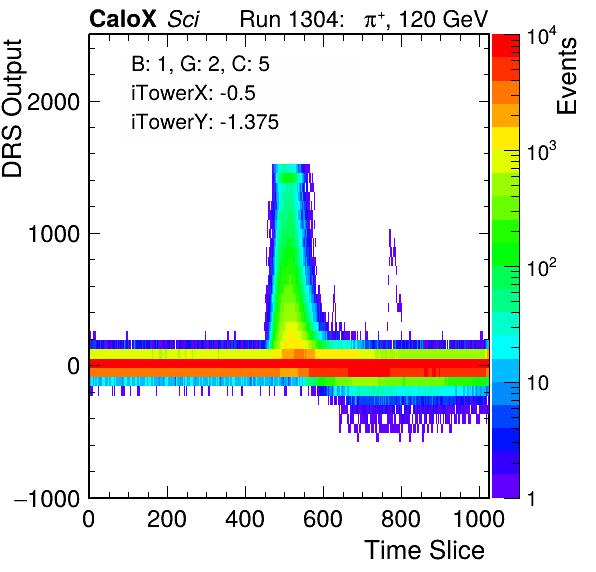 CaloX Sci Run 1304: π⁺, 120 GeV
B: 1, G: 2, C: 5
iTowerX: -0.5
iTowerY: -1.375
DRS Output
2000
1000
0
−1000
0 200 400 600 800 1000
Time Slice
Events
10⁴
10³
10²
10
1